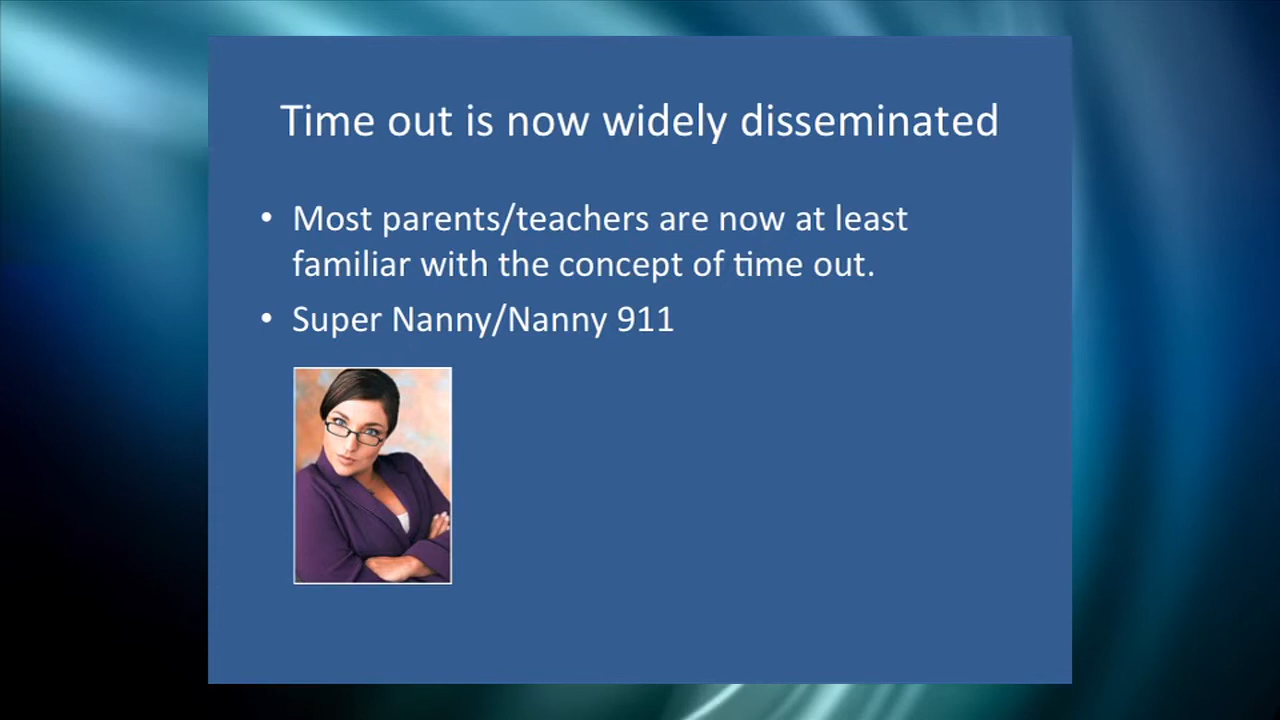 Time out is now widely disseminated
• Most parents/teachers are now at least
familiar with the concept of time out.
• Super Nanny/Nanny 911